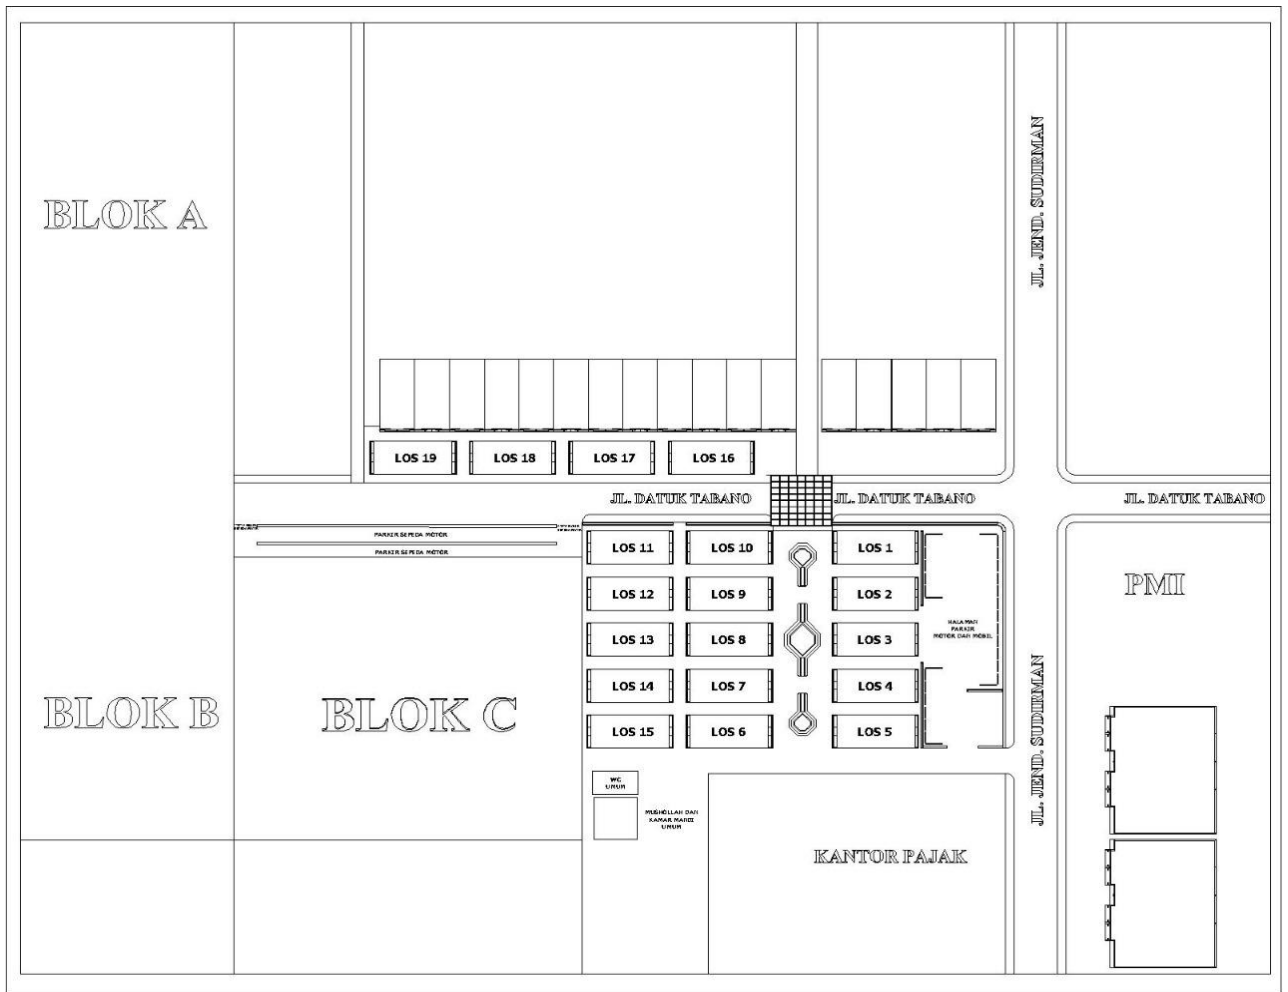 BLOK A
JL. JEND. SUDIRMAN
LOS 19
LOS 18
LOS 17
LOS 16
JL. DATUK TABANO
JL. DATUK TABANO
JL. DATUK TABANO
PARKIR SEPEDA MOTOR
PARKIR SEPEDA MOTOR
LOS 11
LOS 10
LOS 1
LOS 12
LOS 9
LOS 2
PMI
LOS 13
LOS 8
LOS 3
HALAMAN
PARKIR
MOTOR DAN MOBIL
LOS 14
LOS 7
LOS 4
BLOK B
BLOK C
LOS 15
LOS 6
LOS 5
JL. JEND. SUDIRMAN
WC
UMUM
MUSHOLLAH DAN
KAMAR MANDI
UMUM
KANTOR PAJAK